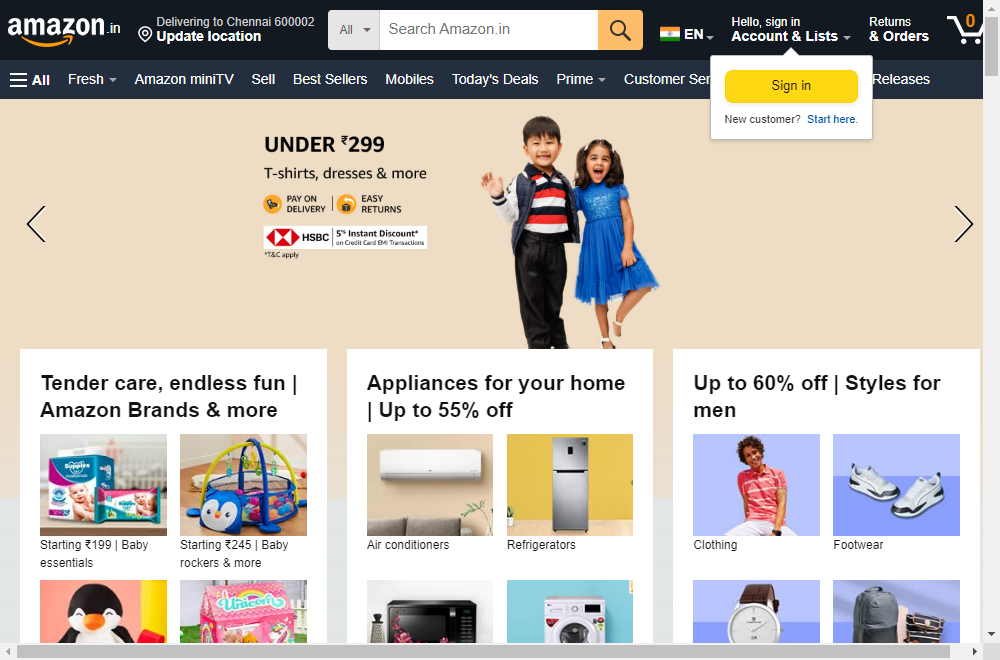 amazon.in
Delivering to Chennai 600002
Update location
All
Search Amazon.in
EN
Hello, sign in
Account & Lists
Returns
& Orders
0
All
Fresh
Amazon miniTV
Sell
Best Sellers
Mobiles
Today's Deals
Prime
Customer Ser
Releases
Sign in
New customer? Start here.
UNDER ₹299
T-shirts, dresses & more
PAY ON
DELIVERY
EASY
RETURNS
HSBC
5% Instant Discount*
on Credit Card EMI Transactions
*T&C apply
Tender care, endless fun |
Amazon Brands & more
Supples
Supples
Starting ₹199 | Baby
essentials
Starting ₹245 | Baby
rockers & more
Unicorn
Appliances for your home
| Up to 55% off
Air conditioners
Refrigerators
Up to 60% off | Styles for
men
Clothing
Footwear